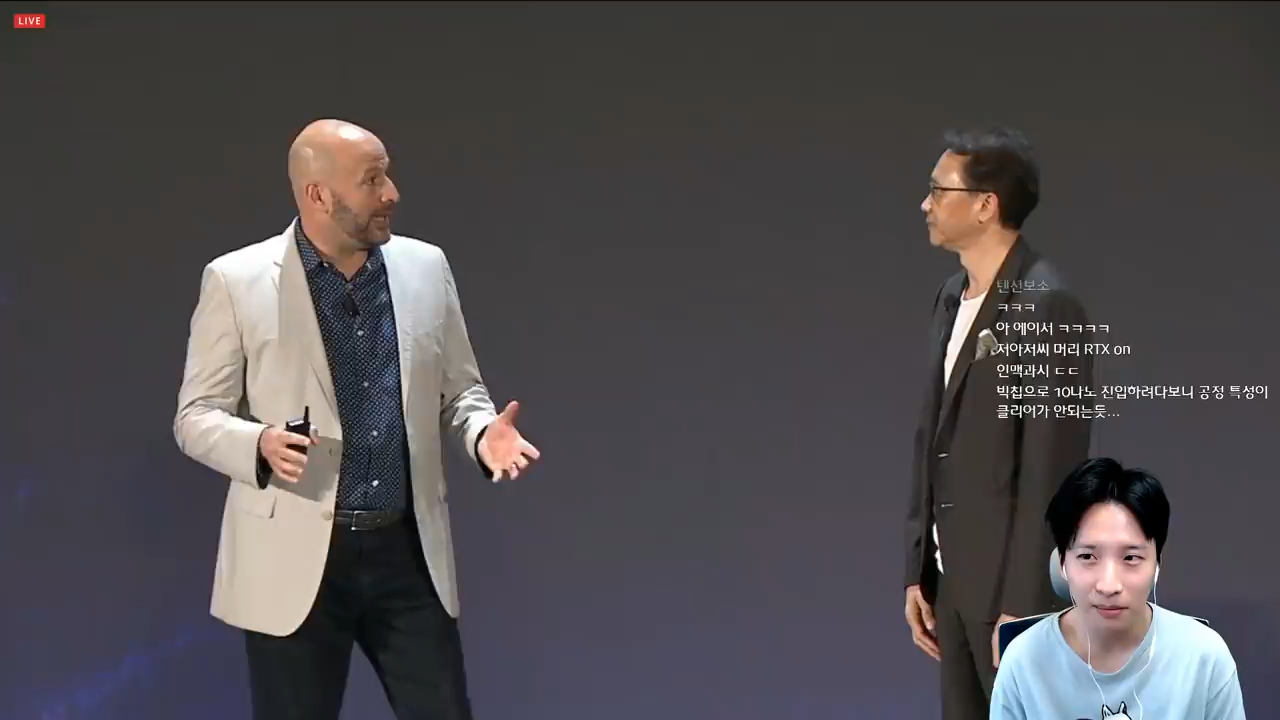 LIVE
텐션보소
ㅋㅋㅋ
아 에이서 ㅋㅋㅋㅋ
저아저씨 머리 RTX on
인맥과시 ㄷㄷ
빅칩으로 10나노 진입하려다보니 공정 특성이
클리어가 안되는듯...